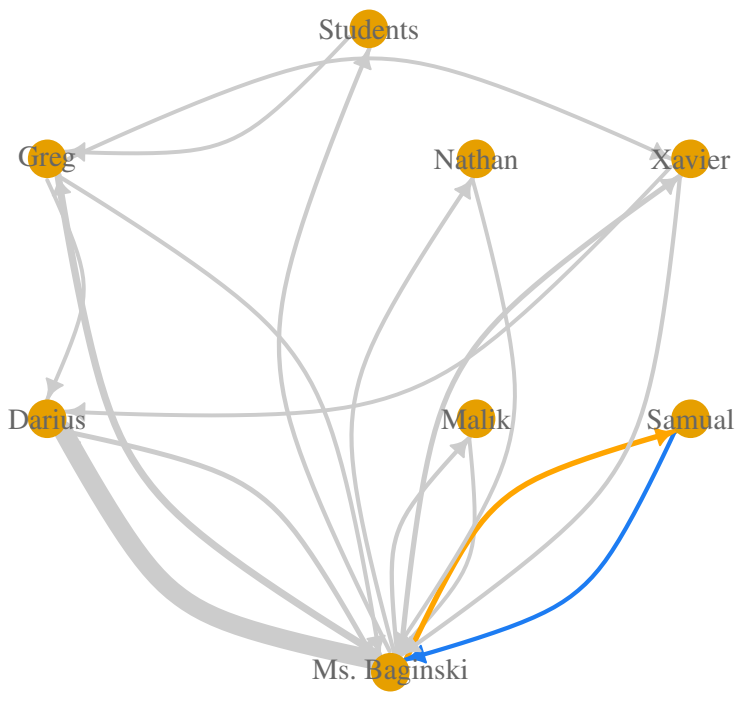 Students
Greg
Nathan
Xavier
Darius
Malik
Samual
Ms. Baginski